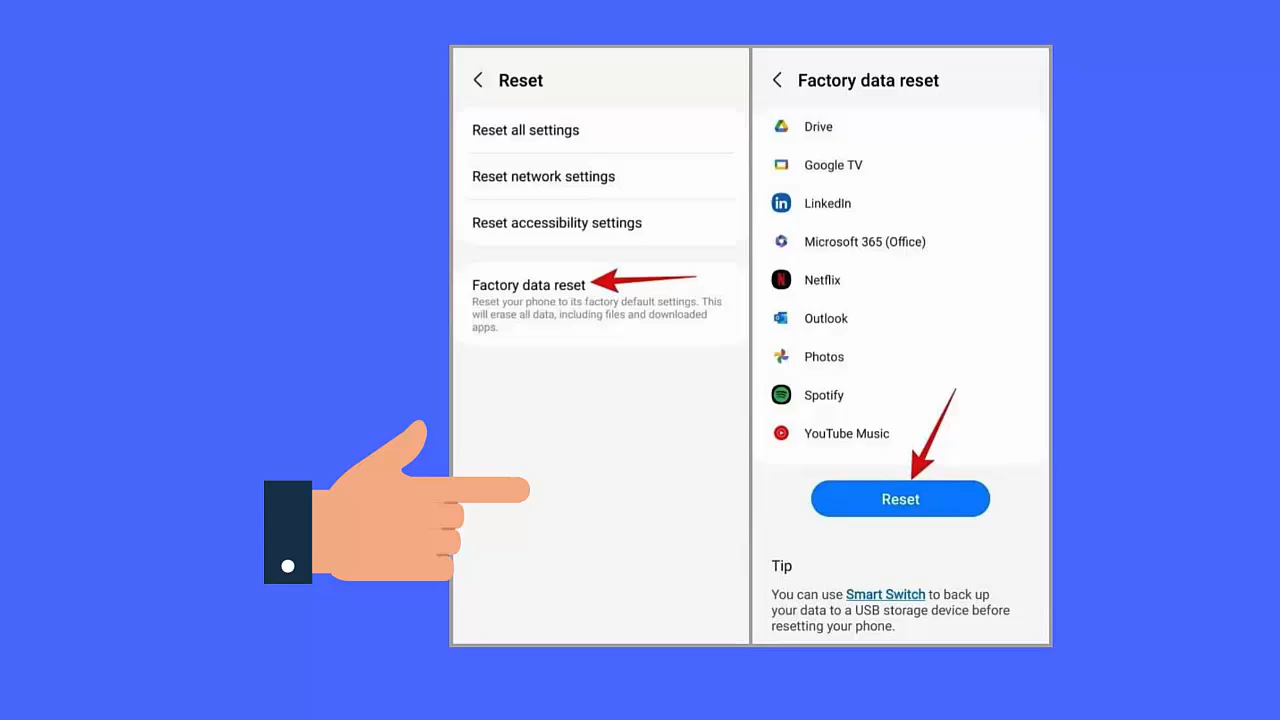 Reset
Reset all settings
Reset network settings
Reset accessibility settings
Factory data reset
Reset your phone to its factory default settings. This
will erase all data, including files and downloaded
apps.
Factory data reset
Drive
Google TV
in LinkedIn
Microsoft 365 (Office)
N Netflix
Outlook
Photos
Spotify
YouTube Music
Reset
Tip
You can use Smart Switch to back up
your data to a USB storage device before
resetting your phone.